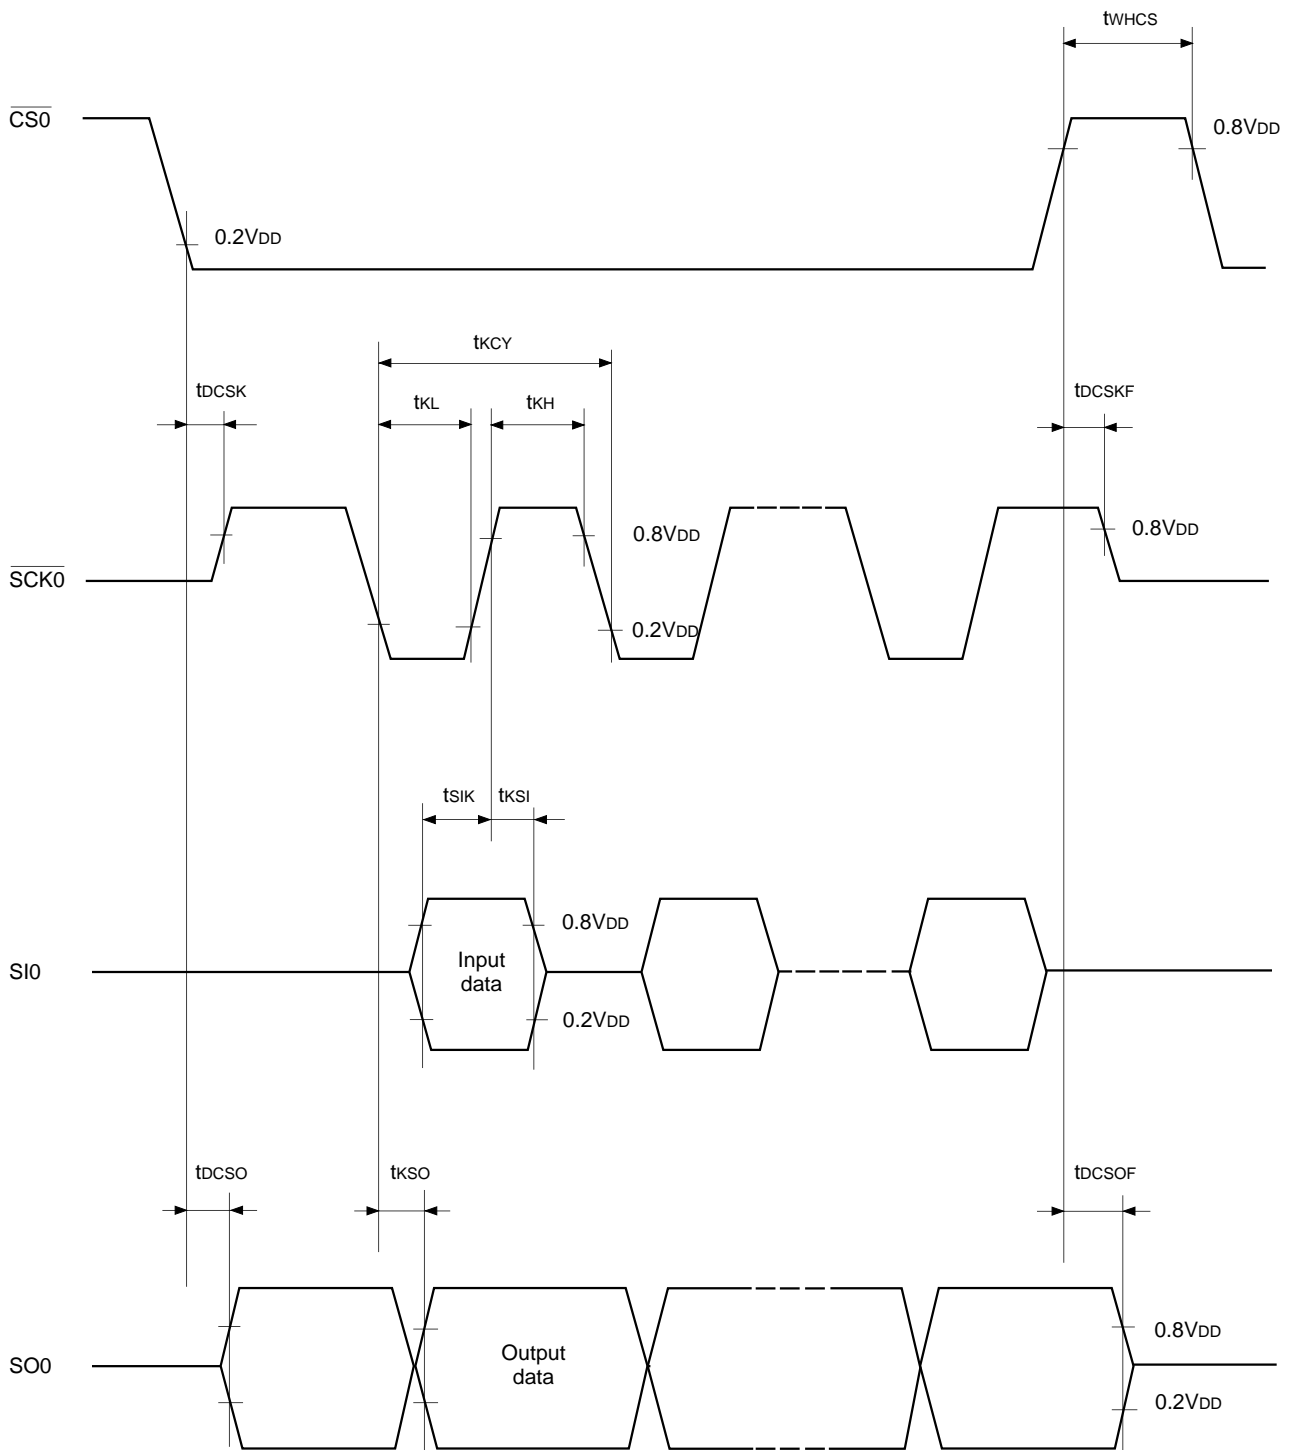 tWHCS
CS0
0.8VDD
0.2VDD
tKCY
tDCSK
tKL
tKH
tDCSKF
0.8VDD
0.8VDD
SCK0
0.2VDD
tSIK
tKSI
0.8VDD
Input
data
SI0
0.2VDD
tDCSO
tKSO
tDCSOF
0.8VDD
Output
data
SO0
0.2VDD